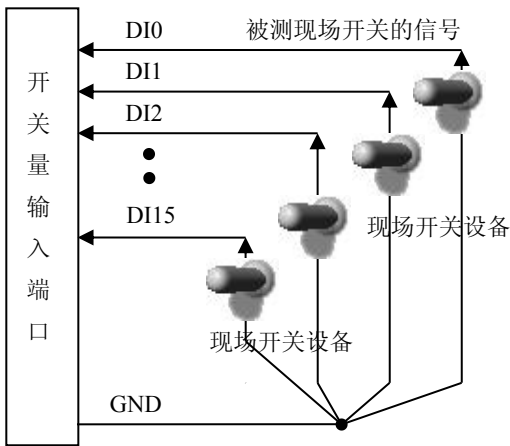 DI0 被测现场开关的信号
DI1
DI2
DI15
开关量输入端口
现场开关设备
现场开关设备
GND